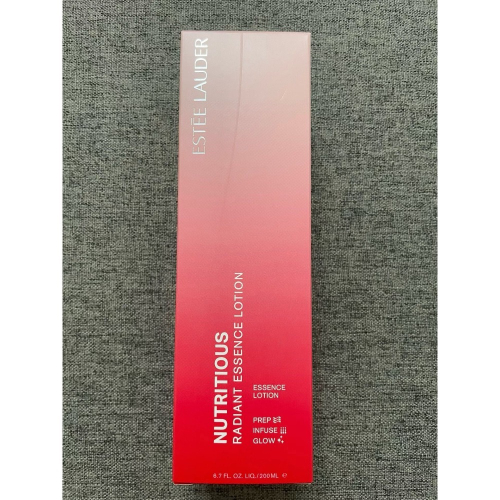 ESTĒE LAUDER
NUTRITIOUS
RADIANT ESSENCE LOTION
ESSENCE
LOTION
PREP
INFUSE
GLOW
6.7 FL. OZ. LIQ./200ML ℮